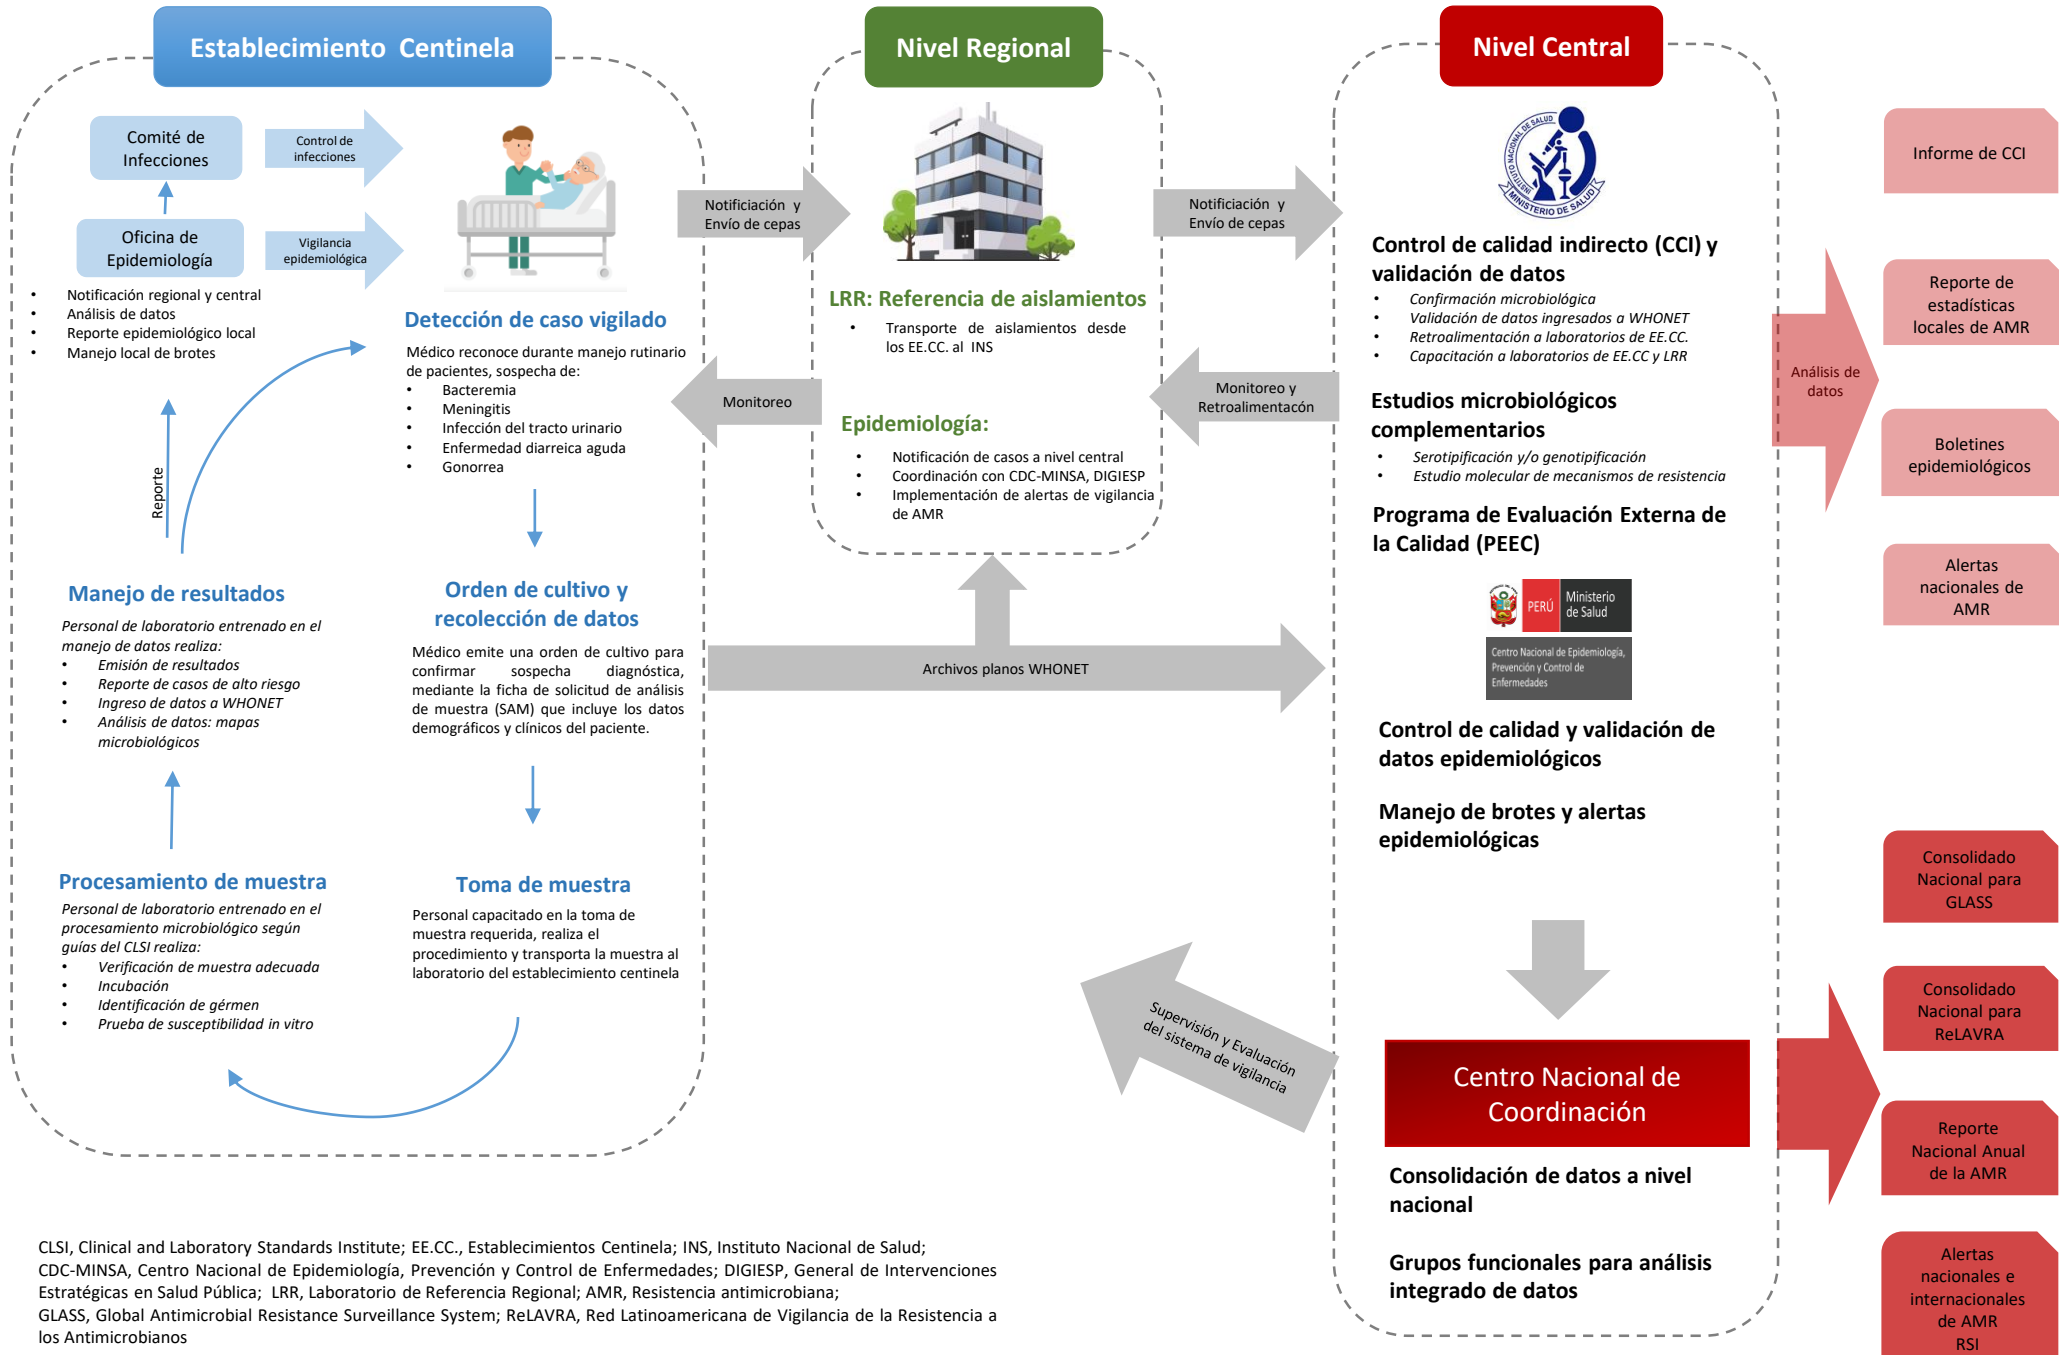 Establecimiento Centinela
Comité de
Infecciones
Control de
infecciones
Oficina de
Epidemiología
Vigilancia
epidemiológica
• Notificación regional y central
• Análisis de datos
• Reporte epidemiológico local
• Manejo local de brotes
Reporte
Detección de caso vigilado
Médico reconoce durante manejo rutinario
de pacientes, sospecha de:
• Bacteremia
• Meningitis
• Infección del tracto urinario
• Enfermedad diarreica aguda
• Gonorrea
Orden de cultivo y
recolección de datos
Médico emite una orden de cultivo para
confirmar sospecha diagnóstica,
mediante la ficha de solicitud de análisis
de muestra (SAM) que incluye los datos
demográficos y clínicos del paciente.
Toma de muestra
Personal capacitado en la toma de
muestra requerida, realiza el
procedimiento y transporta la muestra al
laboratorio del establecimiento centinela
Procesamiento de muestra
Personal de laboratorio entrenado en el
procesamiento microbiológico según
guías del CLSI realiza:
• Verificación de muestra adecuada
• Incubación
• Identificación de gérmen
• Prueba de susceptibilidad in vitro
Manejo de resultados
Personal de laboratorio entrenado en el
manejo de datos realiza:
• Emisión de resultados
• Reporte de casos de alto riesgo
• Ingreso de datos a WHONET
• Análisis de datos: mapas
microbiológicos
Notificiación y
Envío de cepas
Monitoreo
Nivel Regional
LRR: Referencia de aislamientos
• Transporte de aislamientos desde
los EE.CC. al INS
Epidemiología:
• Notificación de casos a nivel central
• Coordinación con CDC-MINSA, DIGIESP
• Implementación de alertas de vigilancia
de AMR
Notificiación y
Envío de cepas
Monitoreo y
Retroalimentacón
Archivos planos WHONET
Supervisión y Evaluación
del sistema de vigilancia
Nivel Central
INSTITUTO NACIONAL DE SALUD
MINISTERIO DE SALUD
Control de calidad indirecto (CCI) y
validación de datos
• Confirmación microbiológica
• Validación de datos ingresados a WHONET
• Retroalimentación a laboratorios de EE.CC.
• Capacitación a laboratorios de EE.CC y LRR
Estudios microbiológicos
complementarios
• Serotipificación y/o genotipificación
• Estudio molecular de mecanismos de resistencia
Programa de Evaluación Externa de
la Calidad (PEEC)
PERÚ
Ministerio
de Salud
Centro Nacional de Epidemiología,
Prevención y Control de
Enfermedades
Control de calidad y validación de
datos epidemiológicos
Manejo de brotes y alertas
epidemiológicas
Centro Nacional de
Coordinación
Consolidación de datos a nivel
nacional
Grupos funcionales para análisis
integrado de datos
Análisis de
datos
Informe de CCI
Reporte de
estadísticas
locales de AMR
Boletines
epidemiológicos
Alertas
nacionales de
AMR
Consolidado
Nacional para
GLASS
Consolidado
Nacional para
ReLAVRA
Reporte
Nacional Anual
de la AMR
Alertas
nacionales e
internacionales
de AMR
RSI
CLSI, Clinical and Laboratory Standards Institute; EE.CC., Establecimientos Centinela; INS, Instituto Nacional de Salud;
CDC-MINSA, Centro Nacional de Epidemiología, Prevención y Control de Enfermedades; DIGIESP, General de Intervenciones
Estratégicas en Salud Pública; LRR, Laboratorio de Referencia Regional; AMR, Resistencia antimicrobiana;
GLASS, Global Antimicrobial Resistance Surveillance System; ReLAVRA, Red Latinoamericana de Vigilancia de la Resistencia a
los Antimicrobianos